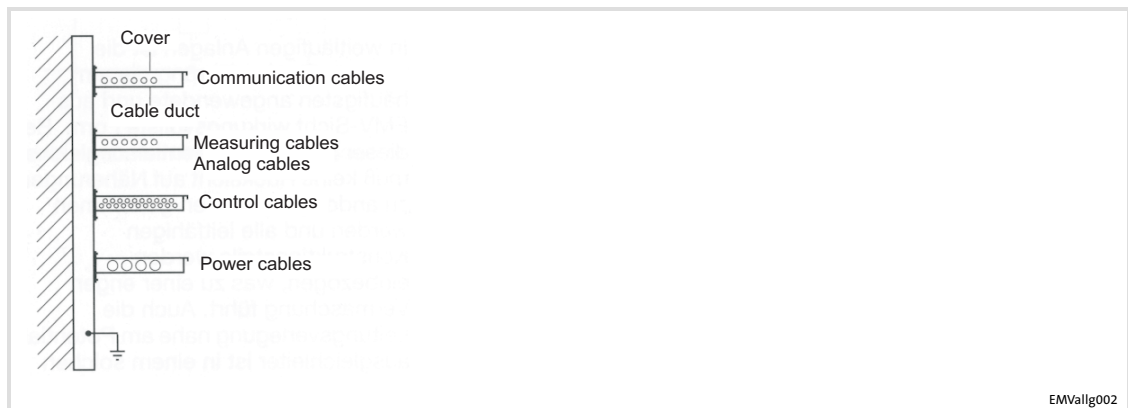 Cover
Communication cables
Cable duct
Measuring cables
Analog cables
Control cables
Power cables
EMVallg002